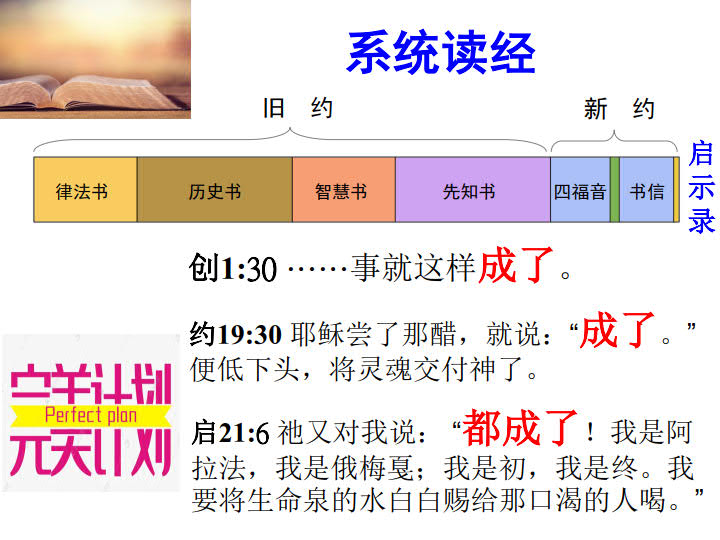 系统读经
旧 约
新 约
律法书 历史书 智慧书 先知书 四福音 书信
启示录
创1:30 ……事就这样成了。
约19:30 耶稣尝了那醋，就说：“成了。”
便低下头，将灵魂交付神了。
完美计划
Perfect plan
启21:6 祂又对我说： “都成了！我是阿
拉法，我是俄梅戛；我是初，我是终。我
要将生命泉的水白白赐给那口渴的人喝。”